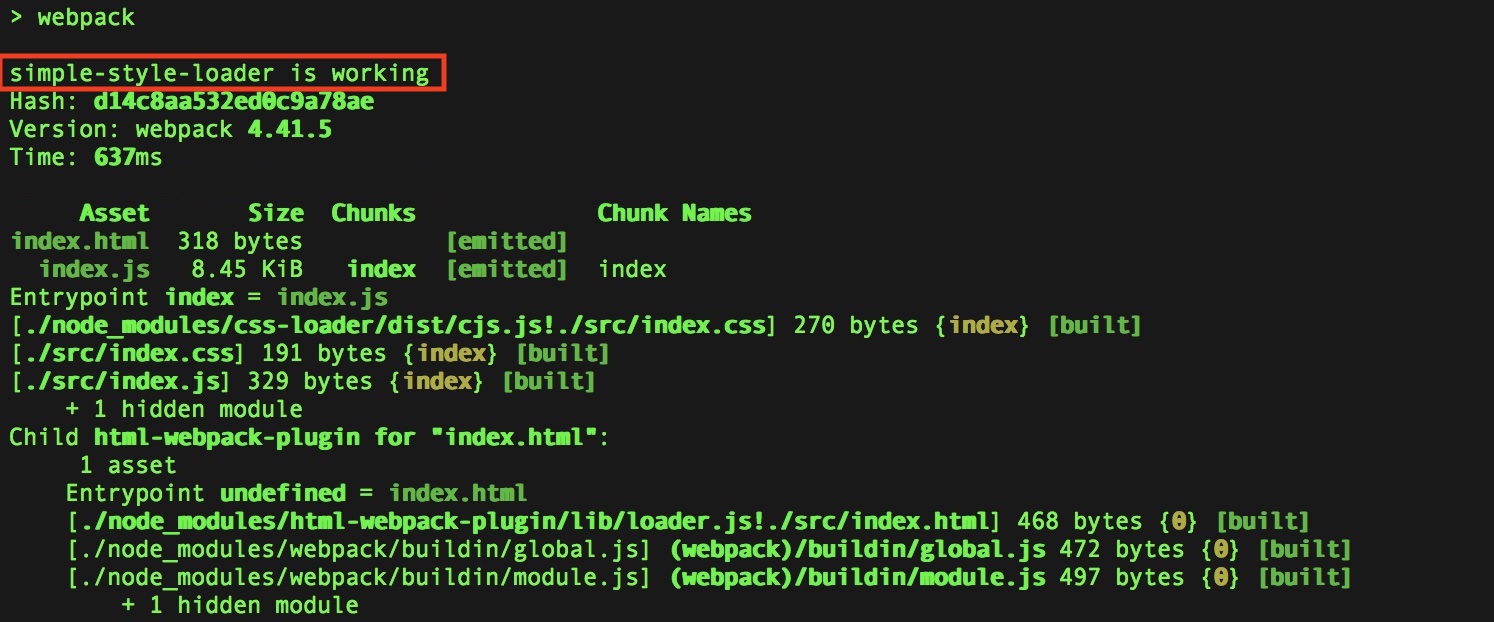 > webpack
simple-style-loader is working
Hash: d14c8aa532ed0c9a78ae
Version: webpack 4.41.5
Time: 637ms
Asset Size Chunks Chunk Names
index.html 318 bytes [emitted]
index.js 8.45 KiB index [emitted] index
Entrypoint index = index.js
[./node_modules/css-loader/dist/cjs.js!./src/index.css] 270 bytes {index} [built]
[./src/index.css] 191 bytes {index} [built]
[./src/index.js] 329 bytes {index} [built]
+ 1 hidden module
Child html-webpack-plugin for "index.html":
1 asset
Entrypoint undefined = index.html
[./node_modules/html-webpack-plugin/lib/loader.js!./src/index.html] 468 bytes {0} [built]
[./node_modules/webpack/buildin/global.js] (webpack)/buildin/global.js 472 bytes {0} [built]
[./node_modules/webpack/buildin/module.js] (webpack)/buildin/module.js 497 bytes {0} [built]
+ 1 hidden module